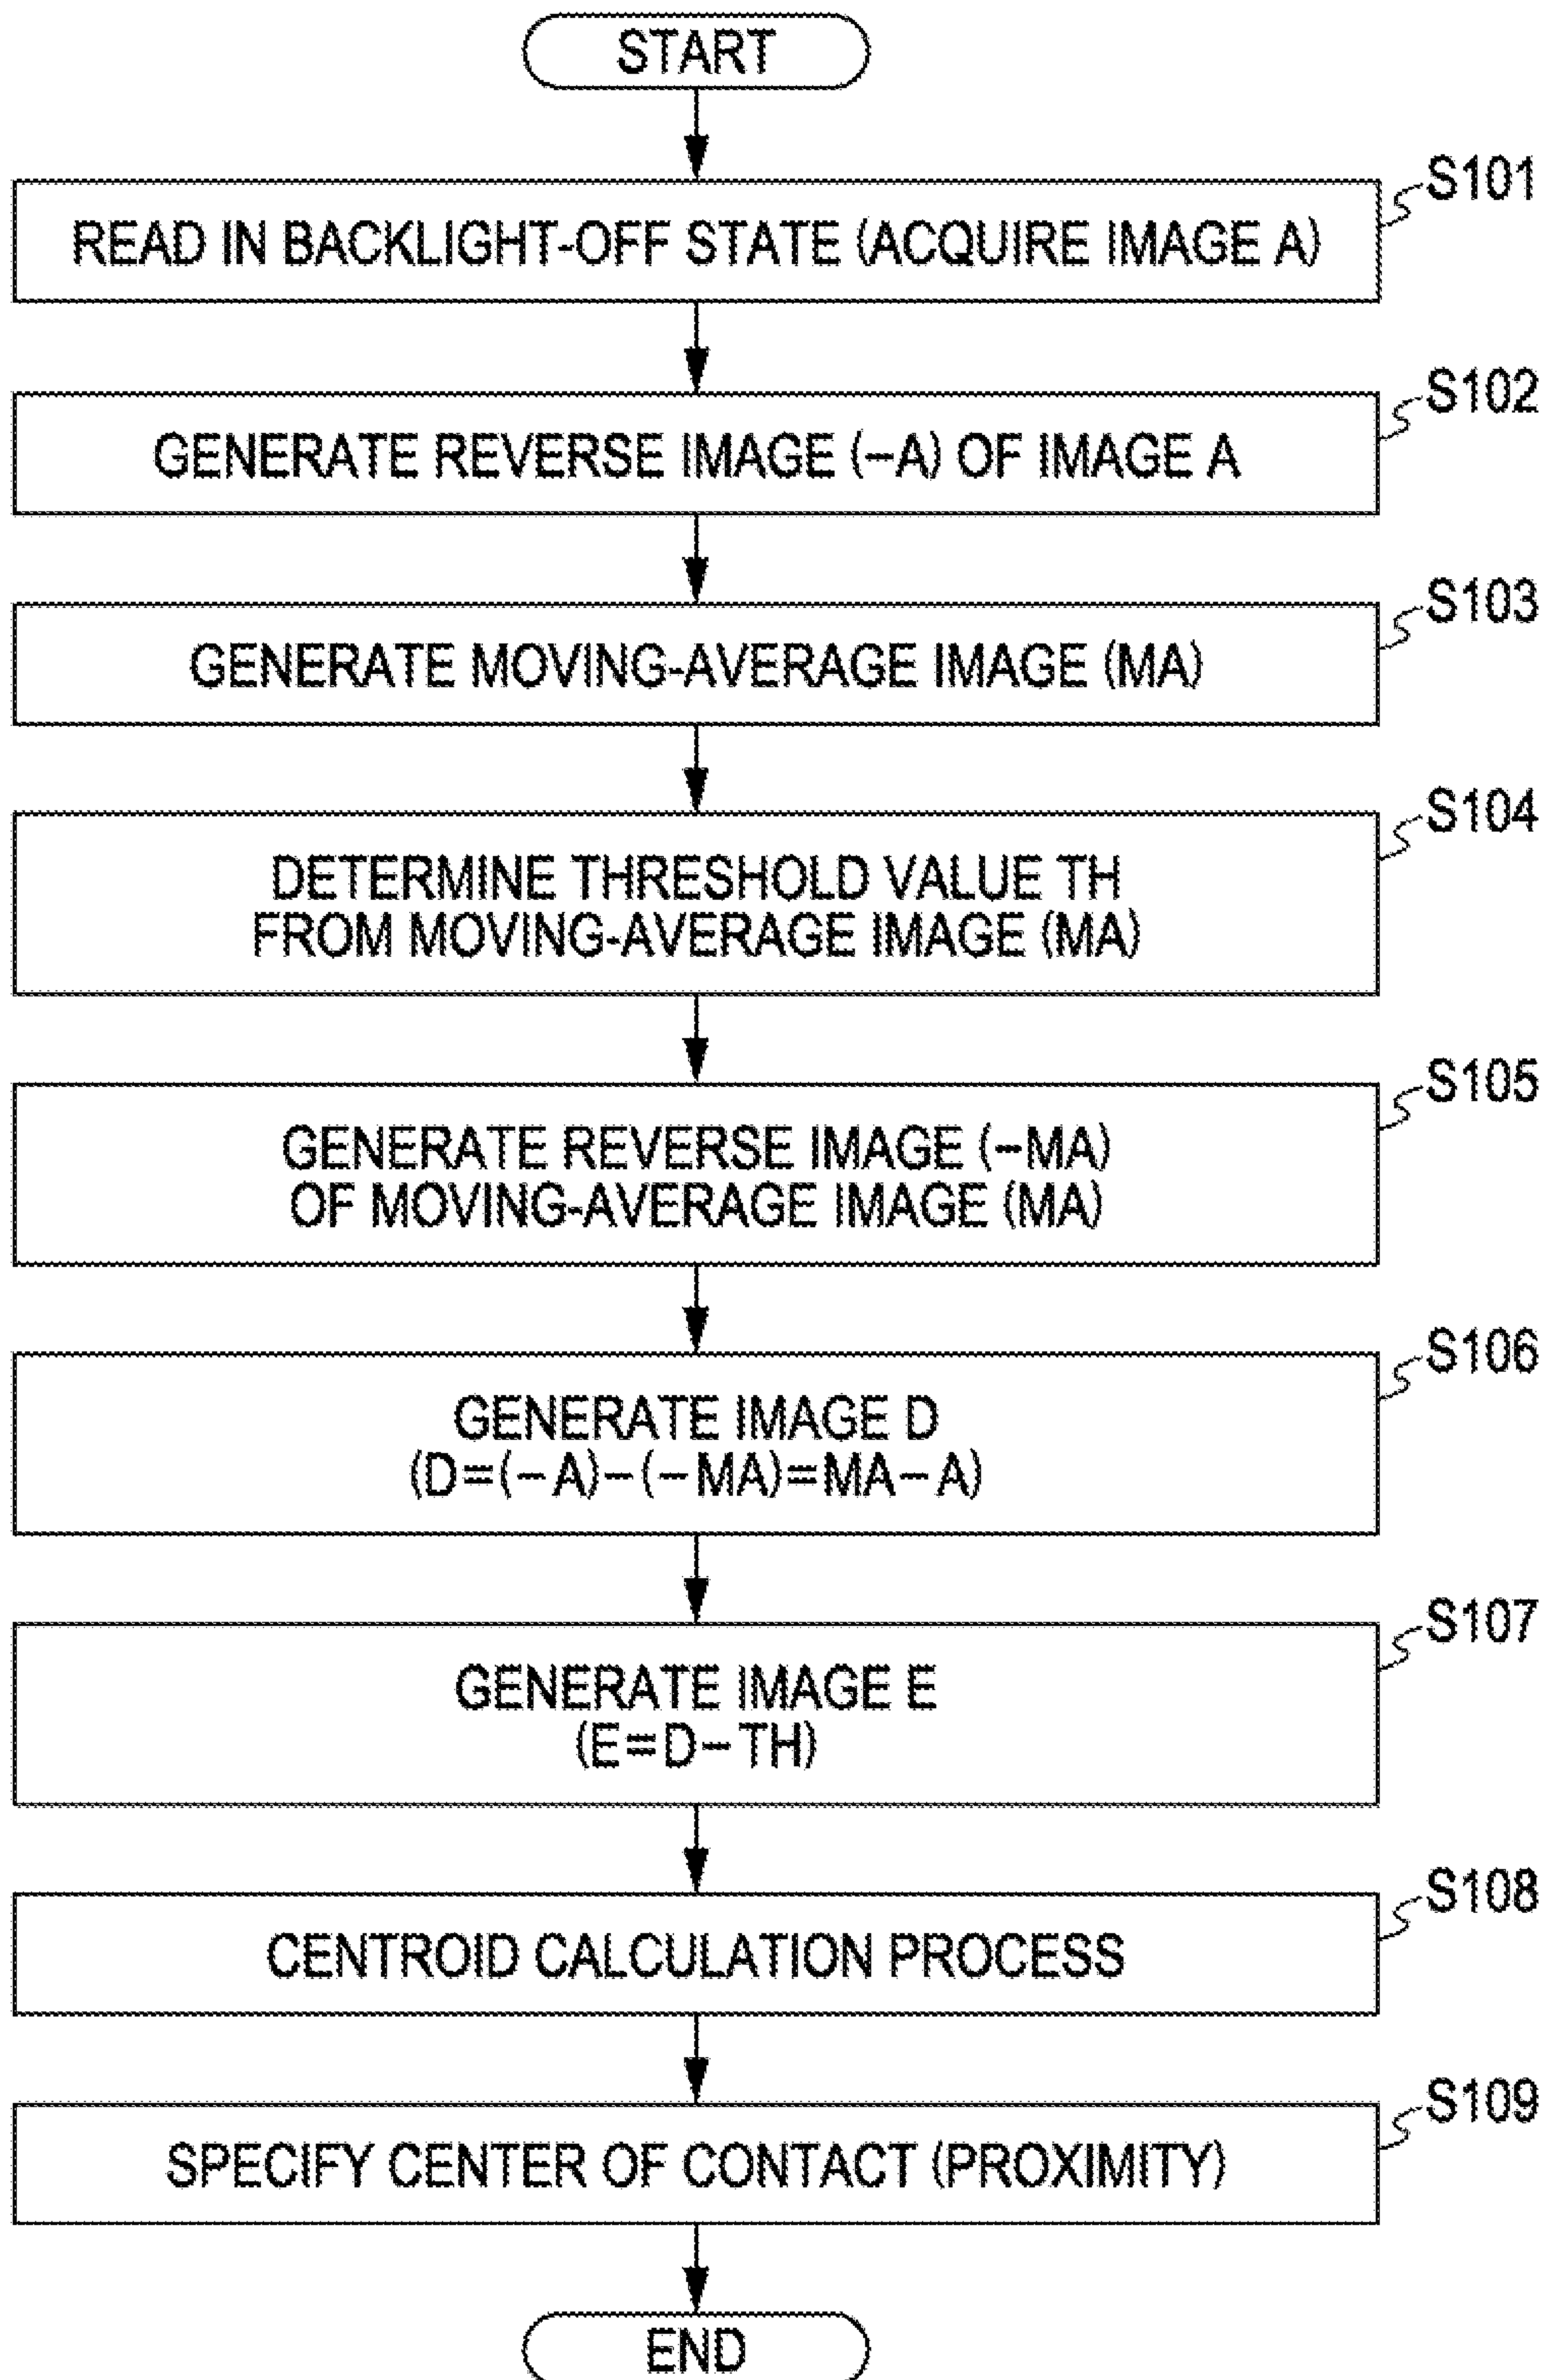 START
S101
READ IN BACKLIGHT-OFF STATE (ACQUIRE IMAGE A)
S102
GENERATE REVERSE IMAGE (−A) OF IMAGE A
S103
GENERATE MOVING-AVERAGE IMAGE (MA)
S104
DETERMINE THRESHOLD VALUE TH
FROM MOVING-AVERAGE IMAGE (MA)
S105
GENERATE REVERSE IMAGE (−MA)
OF MOVING-AVERAGE IMAGE (MA)
S106
GENERATE IMAGE D
(D=(−A)−(−MA)=MA−A)
S107
GENERATE IMAGE E
(E=D−TH)
S108
CENTROID CALCULATION PROCESS
S109
SPECIFY CENTER OF CONTACT (PROXIMITY)
END